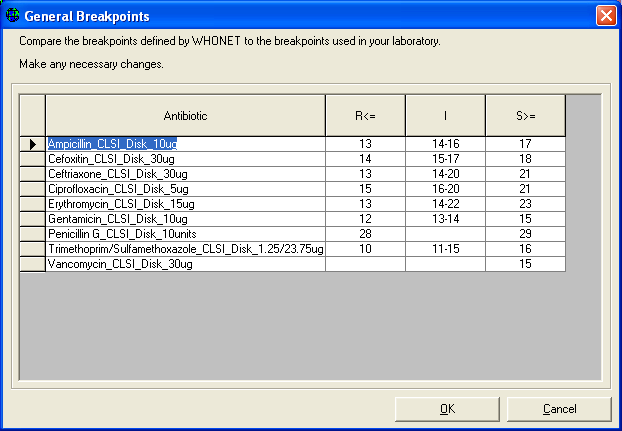 General Breakpoints
Compare the breakpoints defined by WHONET to the breakpoints used in your laboratory.
Make any necessary changes.
Antibiotic R<= I S>=
Ampicillin_CLSI_Disk_10ug 13 14-16 17
Cefoxitin_CLSI_Disk_30ug 14 15-17 18
Ceftriaxone_CLSI_Disk_30ug 13 14-20 21
Ciprofloxacin_CLSI_Disk_5ug 15 16-20 21
Erythromycin_CLSI_Disk_15ug 13 14-22 23
Gentamicin_CLSI_Disk_10ug 12 13-14 15
Penicillin G_CLSI_Disk_10units 28 29
Trimethoprim/Sulfamethoxazole_CLSI_Disk_1.25/23.75ug 10 11-15 16
Vancomycin_CLSI_Disk_30ug 15
OK Cancel